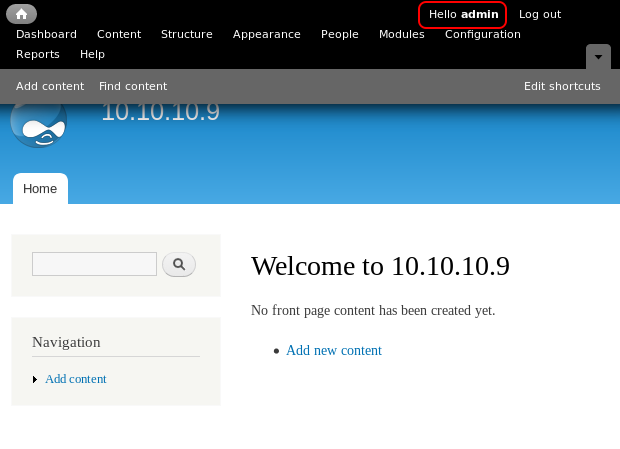 Hello admin Log out
Dashboard Content Structure Appearance People Modules Configuration
Reports Help
Add content Find content Edit shortcuts
10.10.10.9
Home
Welcome to 10.10.10.9
No front page content has been created yet.
Add new content
Navigation
Add content